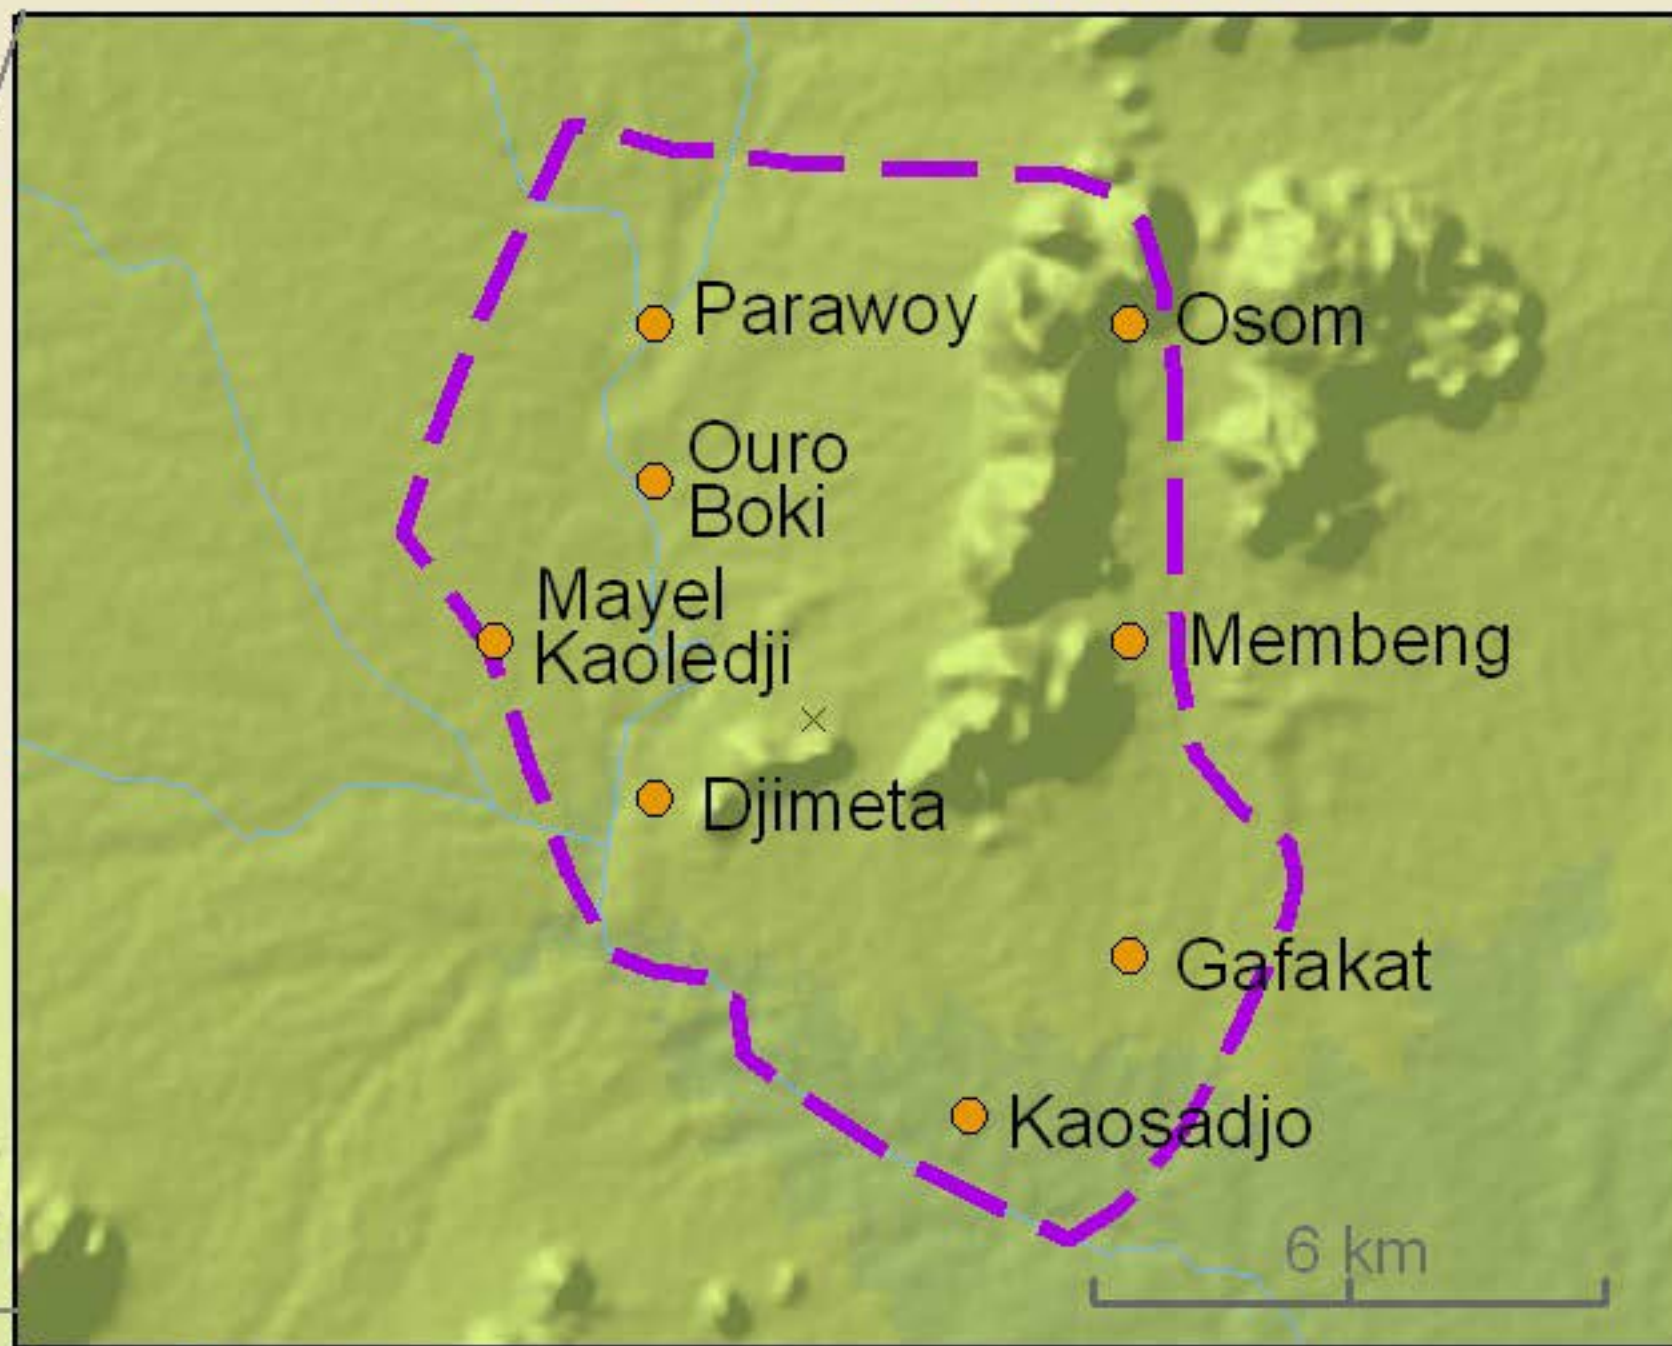 Parawoy
Osom
Ouro
Boki
Mayel
Kaoledji
Membeng
Djimeta
Gafakat
Kaosadjo
6 km